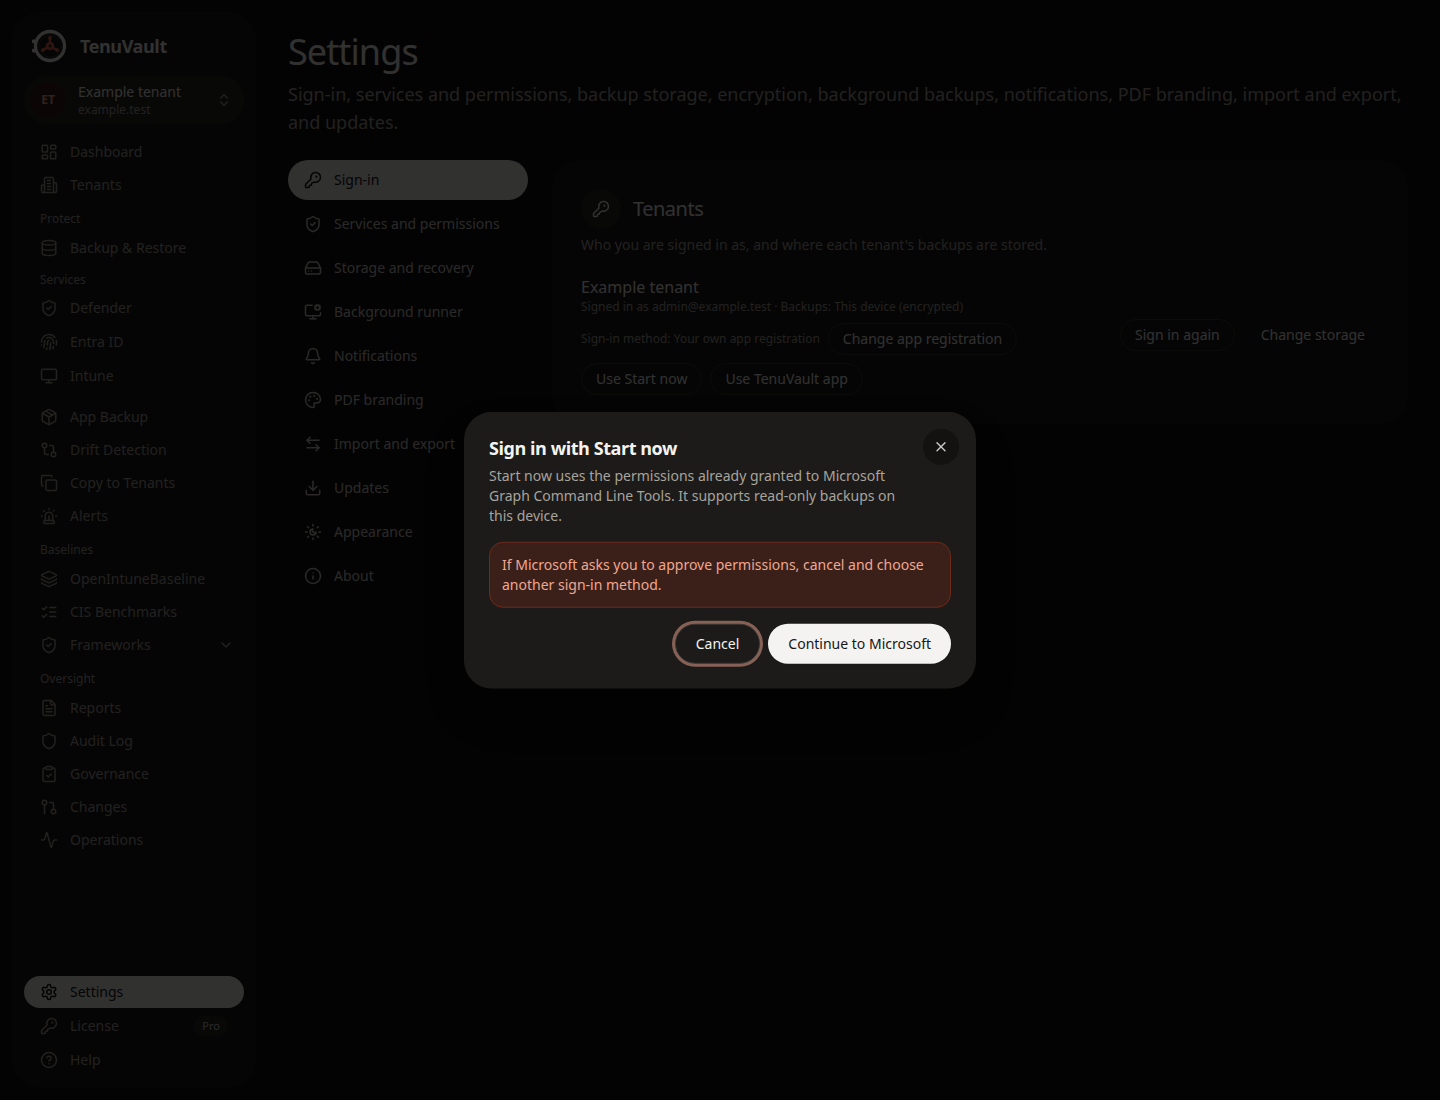 TenuVault
ET
Example tenant
example.test
Dashboard
Tenants
Protect
Backup & Restore
Services
Defender
Entra ID
Intune
App Backup
Drift Detection
Copy to Tenants
Alerts
Baselines
OpenIntuneBaseline
CIS Benchmarks
Frameworks
Oversight
Reports
Audit Log
Governance
Changes
Operations
Settings
License
Pro
Help
Settings
Sign-in, services and permissions, backup storage, encryption, background backups, notifications, PDF branding, import and export,
and updates.
Sign-in
Services and permissions
Storage and recovery
Background runner
Notifications
PDF branding
Import and export
Updates
Appearance
About
Tenants
Who you are signed in as, and where each tenant's backups are stored.
Example tenant
Signed in as admin@example.test · Backups: This device (encrypted)
Sign-in method: Your own app registration
Change app registration
Use Start now
Use TenuVault app
Sign in again
Change storage
Sign in with Start now
Start now uses the permissions already granted to Microsoft
Graph Command Line Tools. It supports read-only backups on
this device.
If Microsoft asks you to approve permissions, cancel and choose
another sign-in method.
Cancel
Continue to Microsoft